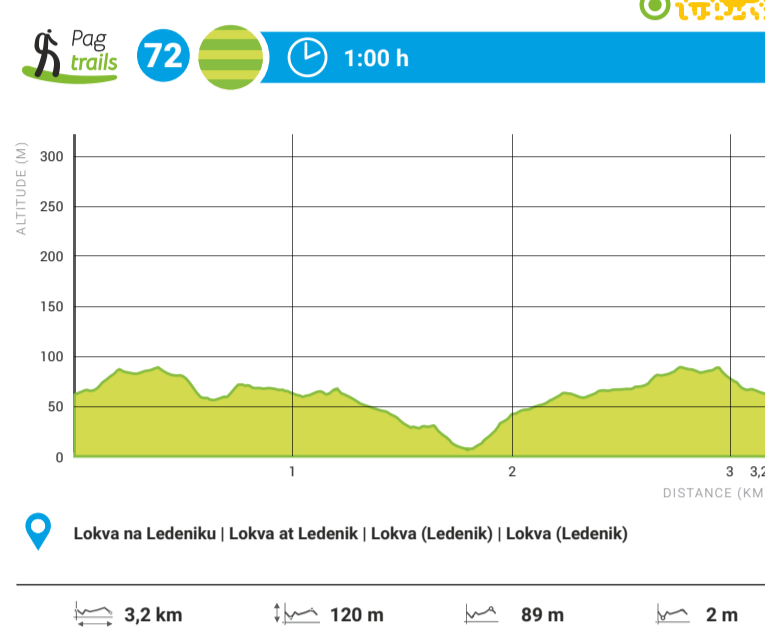 Pag
trails
72
1:00 h
ALTITUDE (M)
300
250
200
150
100
50
0
1
2
3
3,2
DISTANCE (KM
Lokva na Ledeniku | Lokva at Ledenik | Lokva (Ledenik) | Lokva (Ledenik)
3,2 km
120 m
89 m
2 m